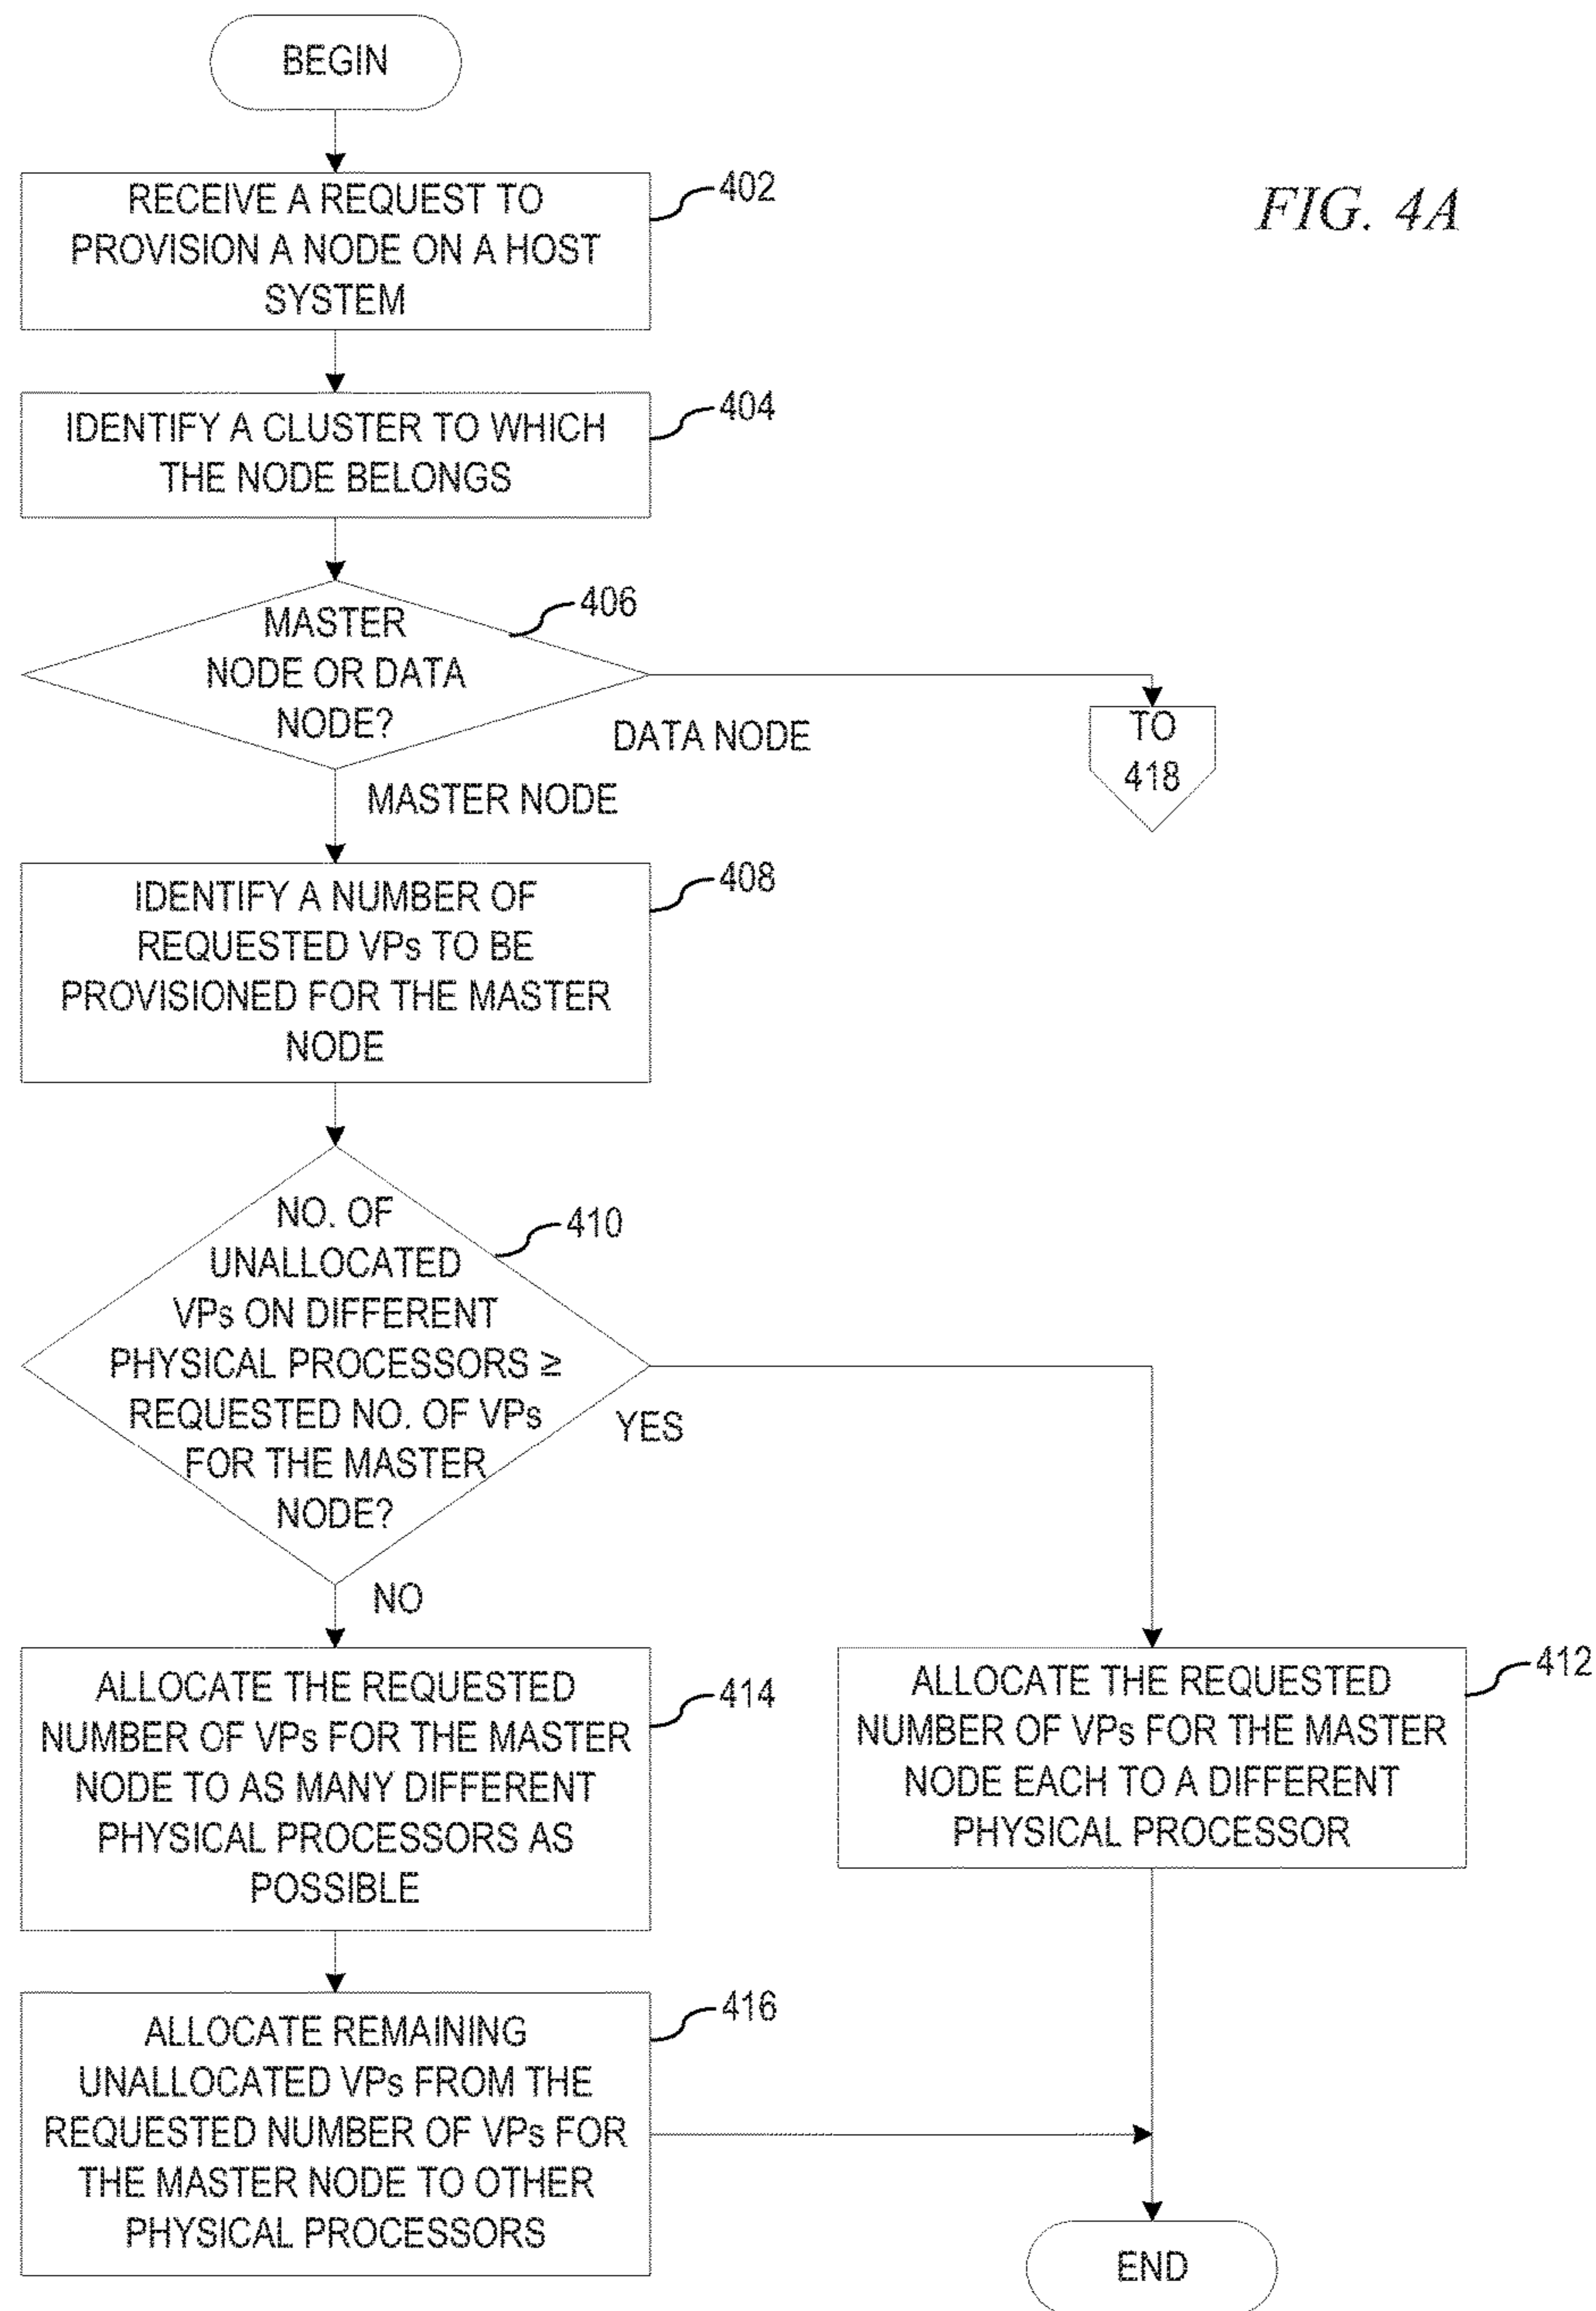 BEGIN
402
RECEIVE A REQUEST TO
PROVISION A NODE ON A HOST
SYSTEM
FIG. 4A
404
IDENTIFY A CLUSTER TO WHICH
THE NODE BELONGS
406
MASTER
NODE OR DATA
NODE?
DATA NODE
TO
418
MASTER NODE
408
IDENTIFY A NUMBER OF
REQUESTED VPs TO BE
PROVISIONED FOR THE MASTER
NODE
410
NO. OF
UNALLOCATED
VPs ON DIFFERENT
PHYSICAL PROCESSORS ≥
REQUESTED NO. OF VPs
FOR THE MASTER
NODE?
YES
NO
414
ALLOCATE THE REQUESTED
NUMBER OF VPs FOR THE MASTER
NODE TO AS MANY DIFFERENT
PHYSICAL PROCESSORS AS
POSSIBLE
412
ALLOCATE THE REQUESTED
NUMBER OF VPs FOR THE MASTER
NODE EACH TO A DIFFERENT
PHYSICAL PROCESSOR
416
ALLOCATE REMAINING
UNALLOCATED VPs FROM THE
REQUESTED NUMBER OF VPs FOR
THE MASTER NODE TO OTHER
PHYSICAL PROCESSORS
END